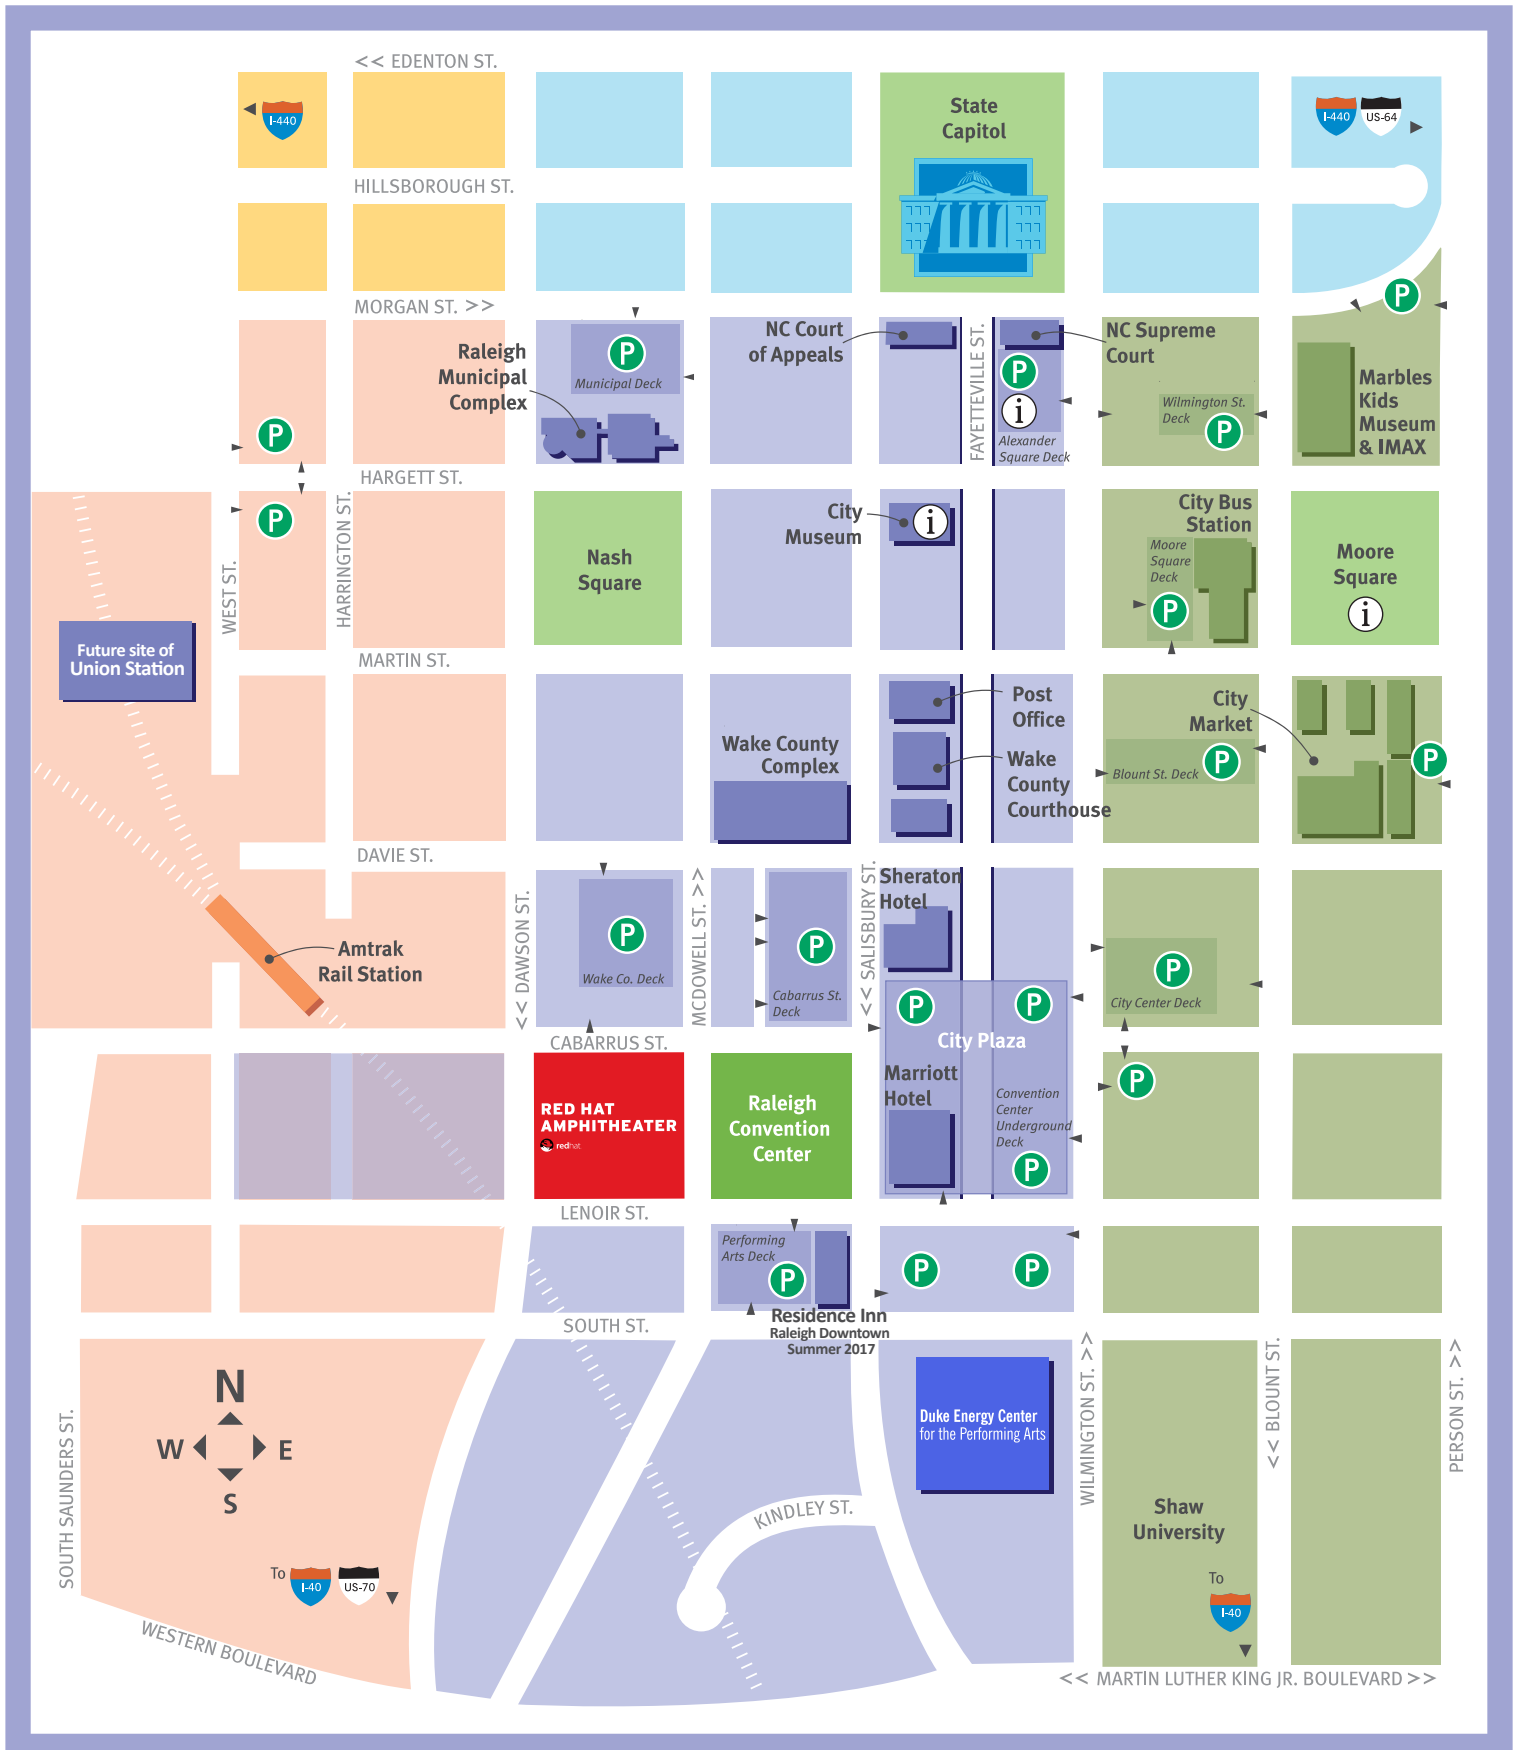 << EDENTON ST.
I-440
State
Capitol
I-440
US-64
HILLSBOROUGH ST.
MORGAN ST. >>
Raleigh
Municipal
Complex
P
Municipal Deck
NC Court
of Appeals
FAYETTEVILLE ST.
NC Supreme
Court
P
i
Alexander
Square Deck
Wilmington St.
Deck
P
P
Marbles
Kids
Museum
& IMAX
P
HARGETT ST.
P
WEST ST.
HARRINGTON ST.
Nash
Square
City
Museum
i
City Bus
Station
Moore
Square
Deck
P
Moore
Square
i
Future site of
Union Station
MARTIN ST.
Wake County
Complex
Post
Office
Wake
County
Courthouse
Blount St. Deck
P
City
Market
P
DAVIE ST.
Amtrak
Rail Station
<< DAWSON ST.
P
Wake Co. Deck
MCDOWELL ST. >>
P
Cabarrus St.
Deck
<< SALISBURY ST.
Sheraton
Hotel
P
P
City Plaza
P
City Center Deck
CABARRUS ST.
RED HAT
AMPHITHEATER
redhat
Raleigh
Convention
Center
Marriott
Hotel
Convention
Center
Underground
Deck
P
P
LENOIR ST.
Performing
Arts Deck
P
P
P
Residence Inn
Raleigh Downtown
Summer 2017
SOUTH ST.
N
W
E
S
SOUTH SAUNDERS ST.
To
I-40
US-70
WESTERN BOULEVARD
KINDLEY ST.
Duke Energy Center
for the Performing Arts
WILMINGTON ST. >>
Shaw
University
To
I-40
<< BLOUNT ST.
PERSON ST. >>
<< MARTIN LUTHER KING JR. BOULEVARD >>